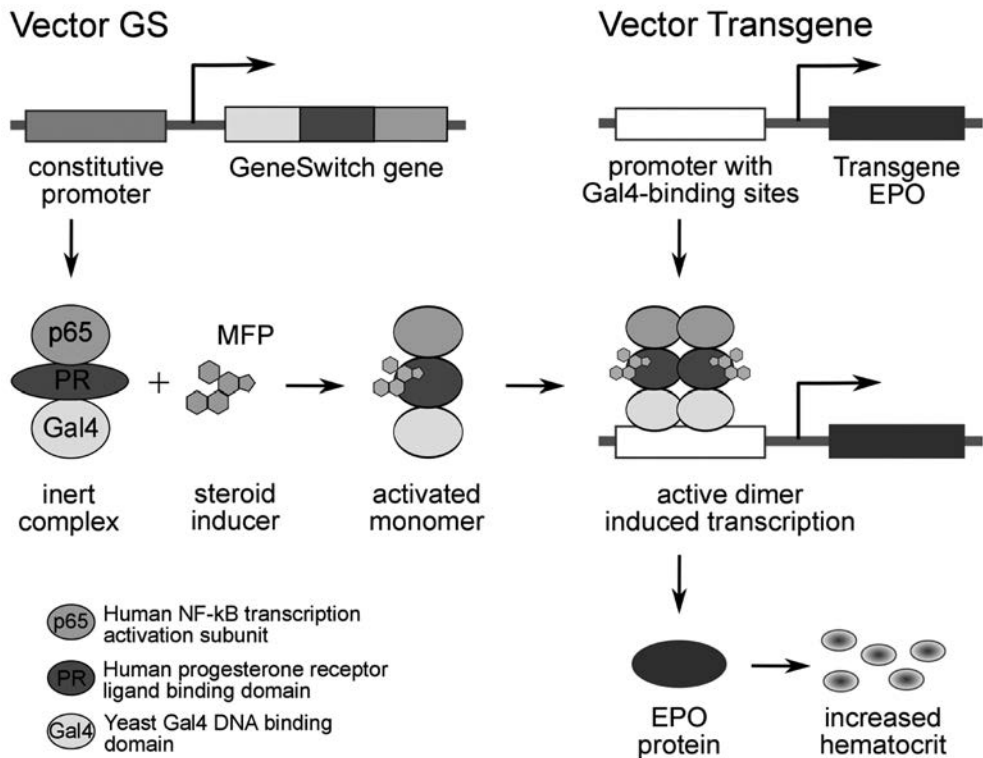 Vector GS
Vector Transgene
constitutive
promoter
GeneSwitch gene
promoter with
Gal4-binding sites
Transgene
EPO
p65
PR
Gal4
+
MFP
inert
complex
steroid
inducer
activated
monomer
active dimer
induced transcription
p65
Human NF-kB transcription
activation subunit
PR
Human progesterone receptor
ligand binding domain
Gal4
Yeast Gal4 DNA binding
domain
EPO
protein
increased
hematocrit